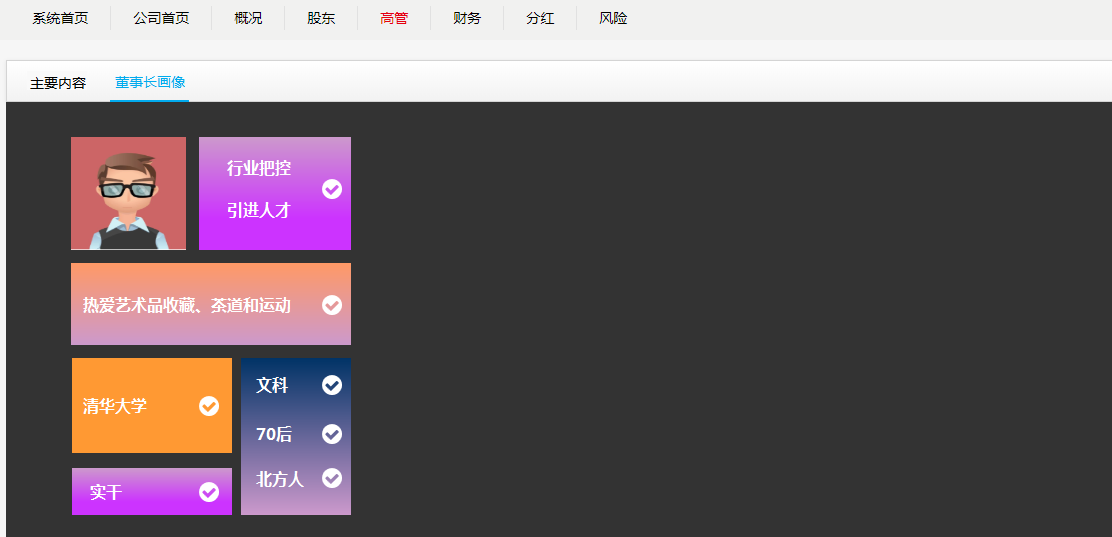 系统首页 公司首页 概况 股东 高管 财务 分红 风险
主要内容 董事长画像
行业把控
引进人才
热爱艺术品收藏、茶道和运动
清华大学
文科
70后
北方人
实干